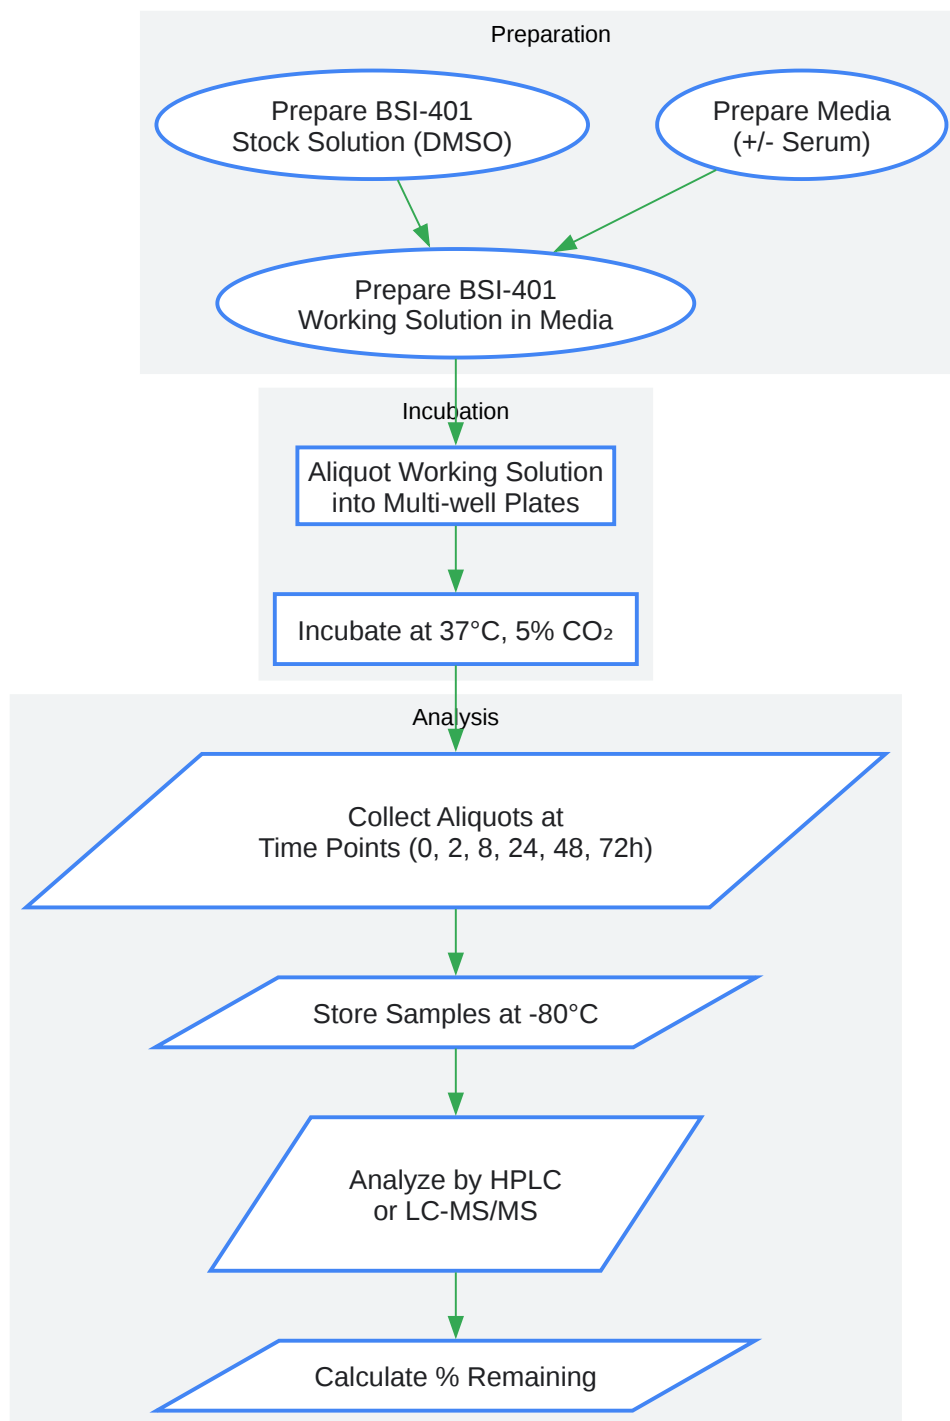 Preparation
Prepare BSI-401
Stock Solution (DMSO)
Prepare Media
(+/- Serum)
Prepare BSI-401
Working Solution in Media
Incubation
Aliquot Working Solution
into Multi-well Plates
Incubate at 37°C, 5% CO₂
Analysis
Collect Aliquots at
Time Points (0, 2, 8, 24, 48, 72h)
Store Samples at -80°C
Analyze by HPLC
or LC-MS/MS
Calculate % Remaining